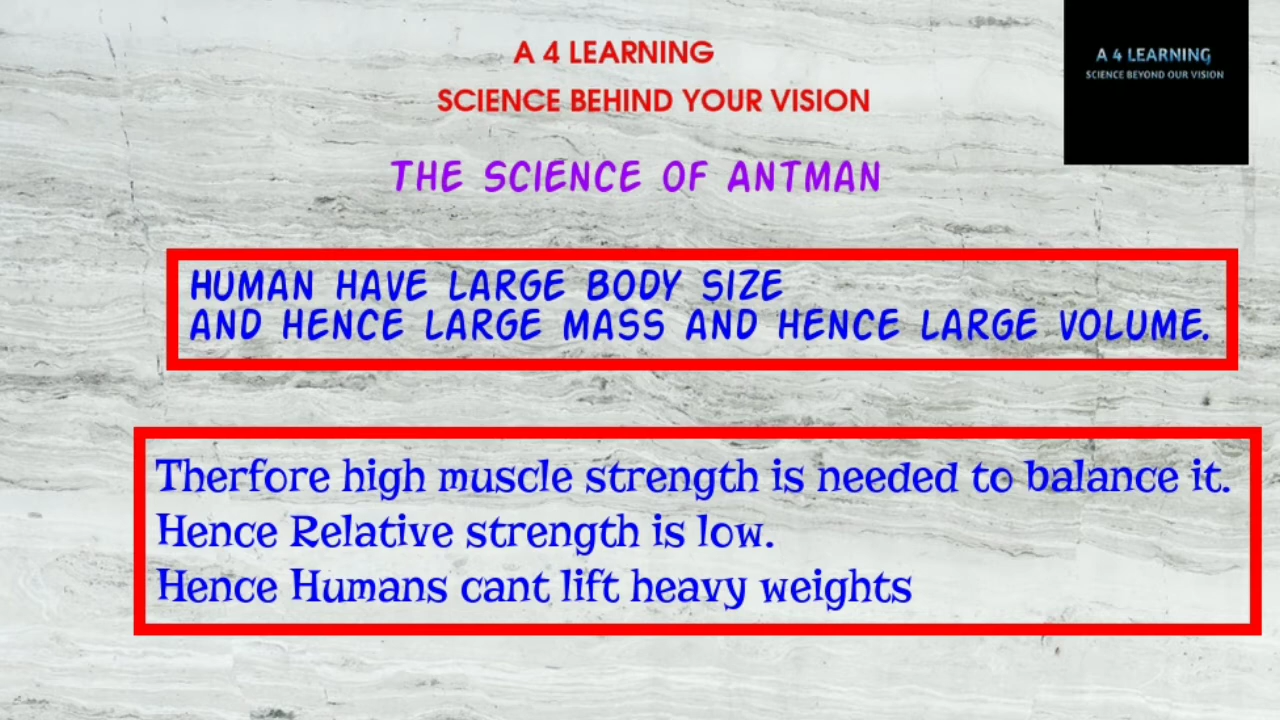 A 4 LEARNING
SCIENCE BEHIND YOUR VISION
A 4 LEARNING
SCIENCE BEYOND OUR VISION
THE SCIENCE OF ANTMAN
HUMAN HAVE LARGE BODY SIZE
AND HENCE LARGE MASS AND HENCE LARGE VOLUME.
Therfore high muscle strength is needed to balance it.
Hence Relative strength is low.
Hence Humans cant lift heavy weights